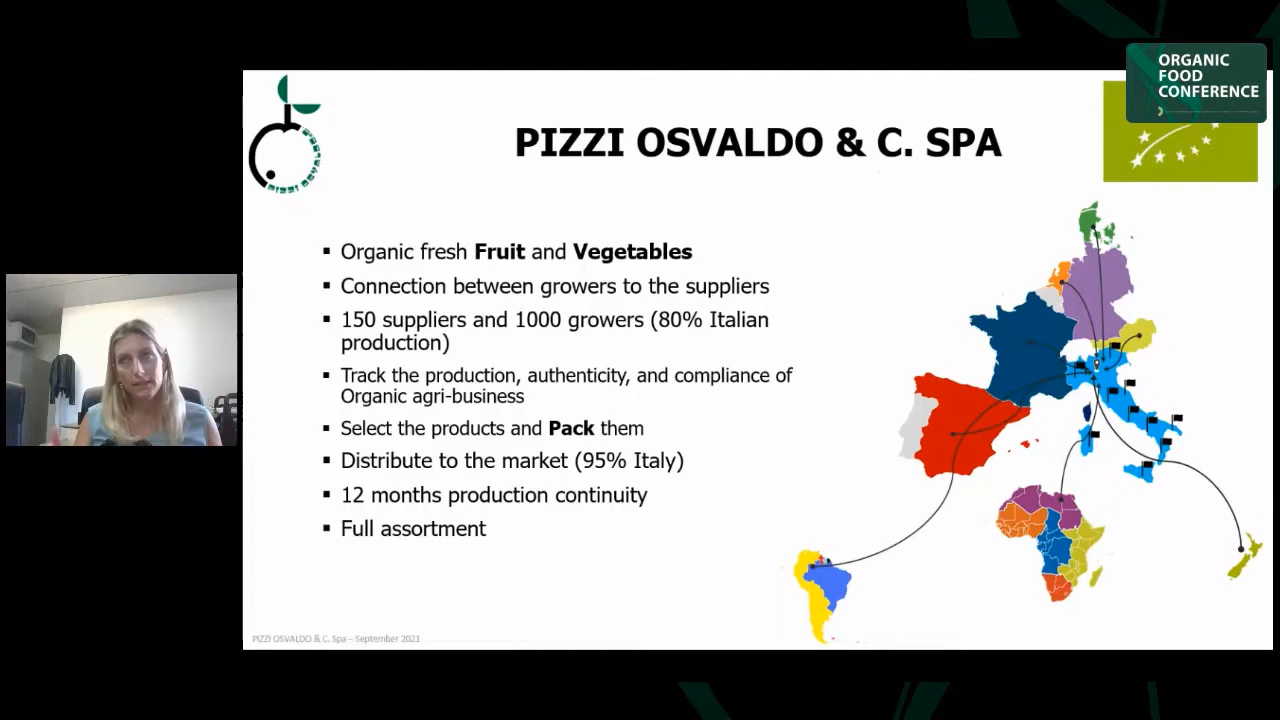 ORGANIC
FOOD
CONFERENCE
PIZZI OSVALDO & C. SPA
PIZZI OSVALDO
▪ Organic fresh Fruit and Vegetables
▪ Connection between growers to the suppliers
▪ 150 suppliers and 1000 growers (80% Italian
production)
▪ Track the production, authenticity, and compliance of
Organic agri-business
▪ Select the products and Pack them
▪ Distribute to the market (95% Italy)
▪ 12 months production continuity
▪ Full assortment
PIZZI OSVALDO & C. Spa – September 2021